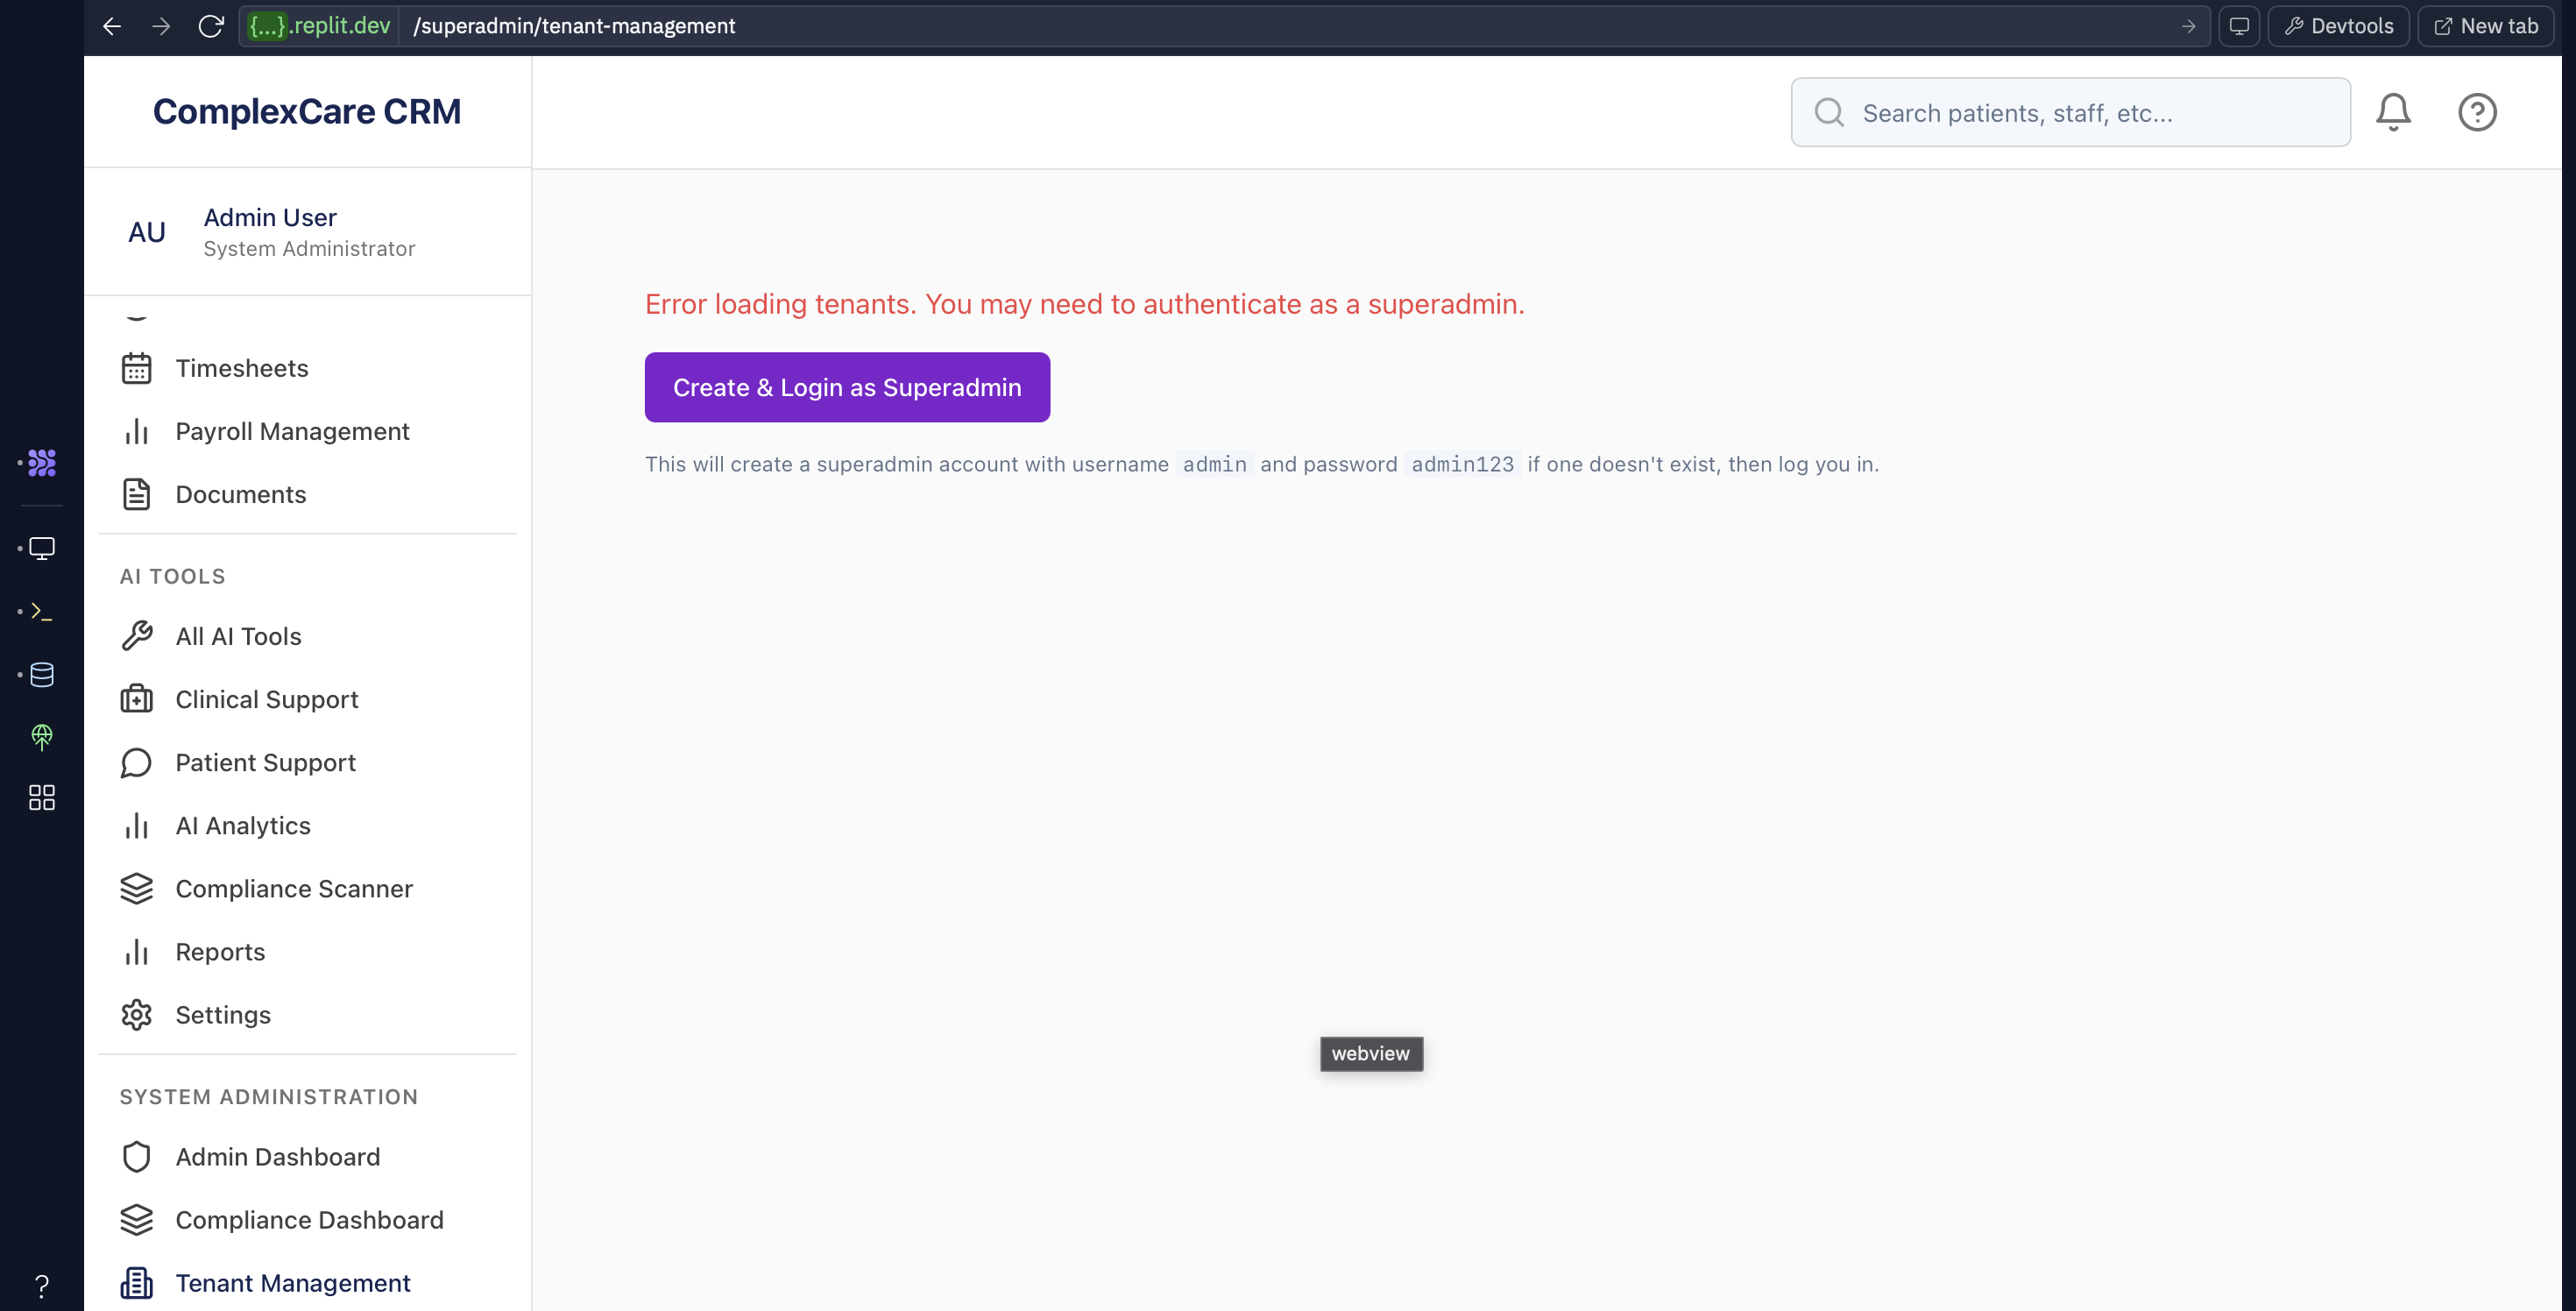 {...}.replit.dev /superadmin/tenant-management
Devtools
New tab
ComplexCare CRM
Search patients, staff, etc...
AU
Admin User
System Administrator
Timesheets
Payroll Management
Documents
AI TOOLS
All AI Tools
Clinical Support
Patient Support
AI Analytics
Compliance Scanner
Reports
Settings
SYSTEM ADMINISTRATION
Admin Dashboard
Compliance Dashboard
Tenant Management
Error loading tenants. You may need to authenticate as a superadmin.
Create & Login as Superadmin
This will create a superadmin account with username admin and password admin123 if one doesn't exist, then log you in.
webview